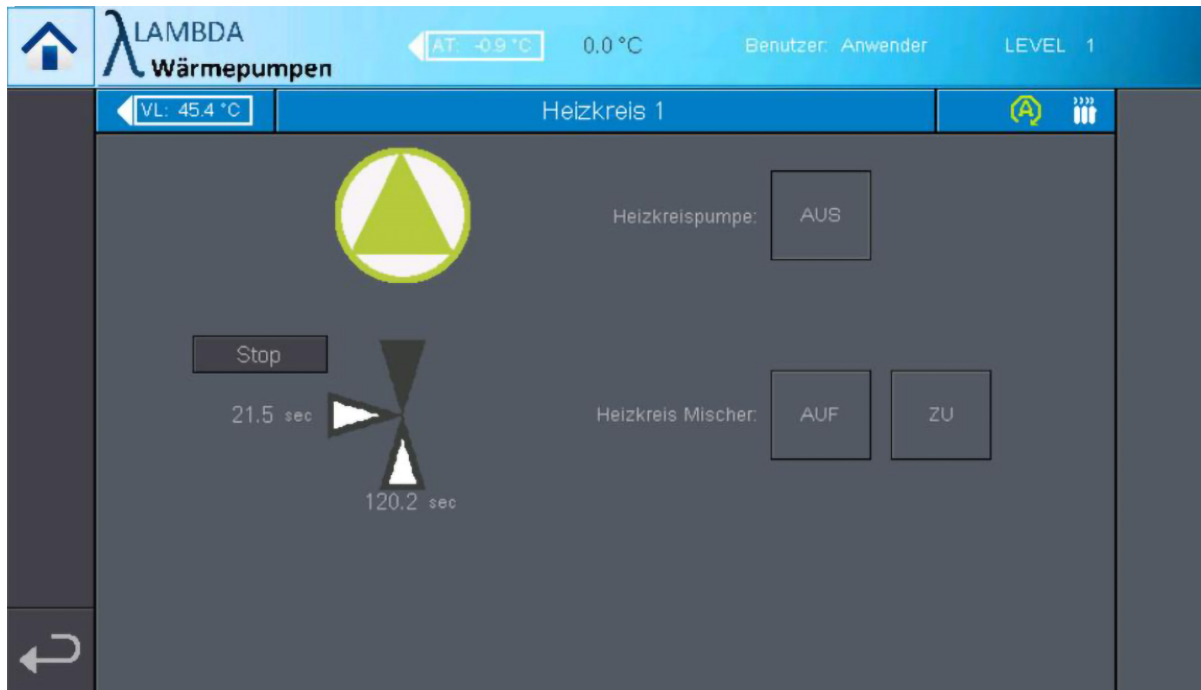 LAMBDA
Wärmepumpen
AT: -0.9 °C
0.0 °C
Benutzer: Anwender
LEVEL 1
VL: 45.4 °C
Heizkreis 1
A
Heizkreispumpe:
AUS
Stop
21.5 sec
Heizkreis Mischer:
AUF
ZU
120.2 sec